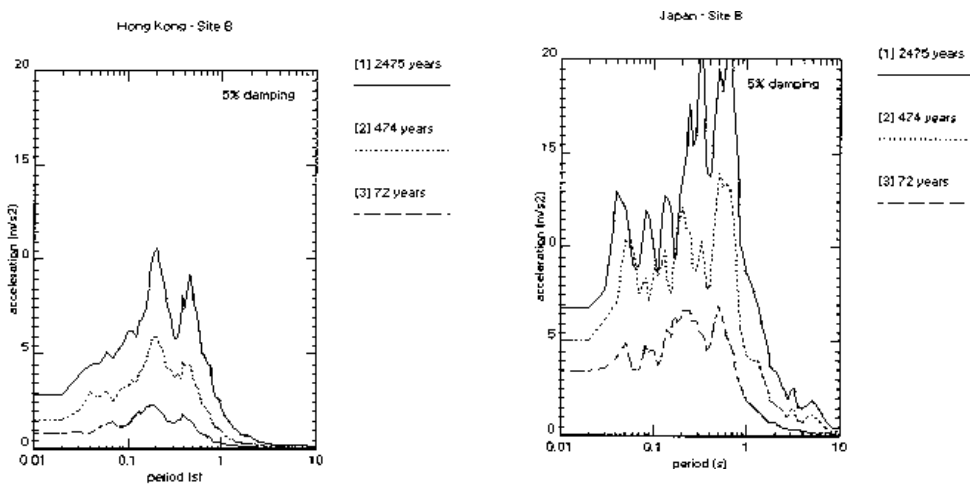 Hong Kong - Site B
[1] 2475 years
5% damping
[2] 474 years
[3] 72 years
20
15
10
5
0
acceleration [m/s2]
0.01 0.1 1 10
period [s]
Japan - Site B
[1] 2475 years
5% damping
[2] 474 years
[3] 72 years
20
15
10
5
0
acceleration [m/s2]
0.01 0.1 1 10
period [s]